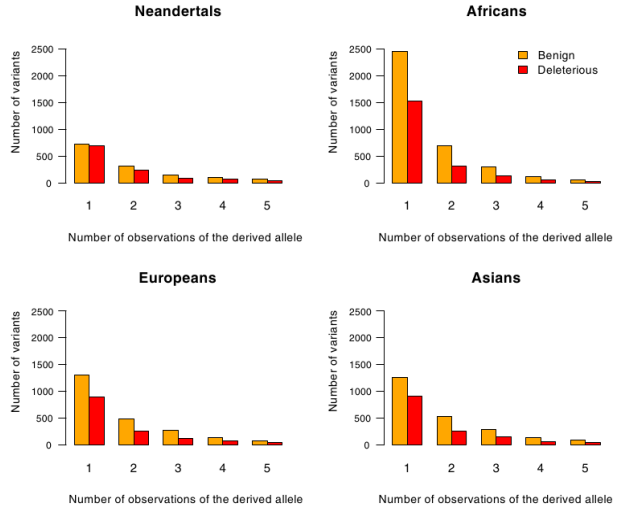 Neandertals
Number of variants
2500
2000
1500
1000
500
0
1 2 3 4 5
Number of observations of the derived allele
Africans
Benign
Deleterious
Number of variants
2500
2000
1500
1000
500
0
1 2 3 4 5
Number of observations of the derived allele
Europeans
Number of variants
2500
2000
1500
1000
500
0
1 2 3 4 5
Number of observations of the derived allele
Asians
Number of variants
2500
2000
1500
1000
500
0
1 2 3 4 5
Number of observations of the derived allele